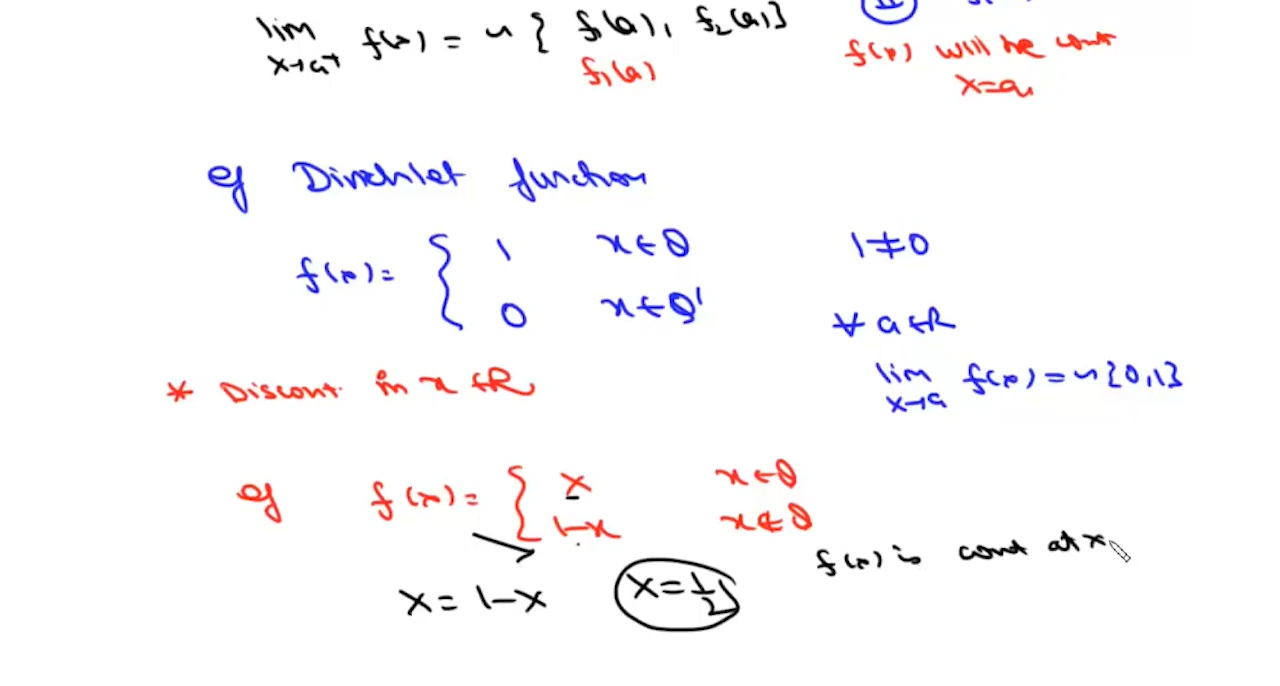 lim f(x) = ~ { f₁(a), f₂(a) }
x→a⁺
f₁(a)
II
f(x) will be cont
x=a
eg Dirichlet function
f(x) = { 1 x∈Q
0 x∈Q'
1≠0
∀ a∈R
lim f(x) = ~ {0,1}
x→a
* Discont. in x∈R
eg f(x) = { x x∈Q
1-x x∉Q
x = 1-x x=1/2
f(x) is cont at x